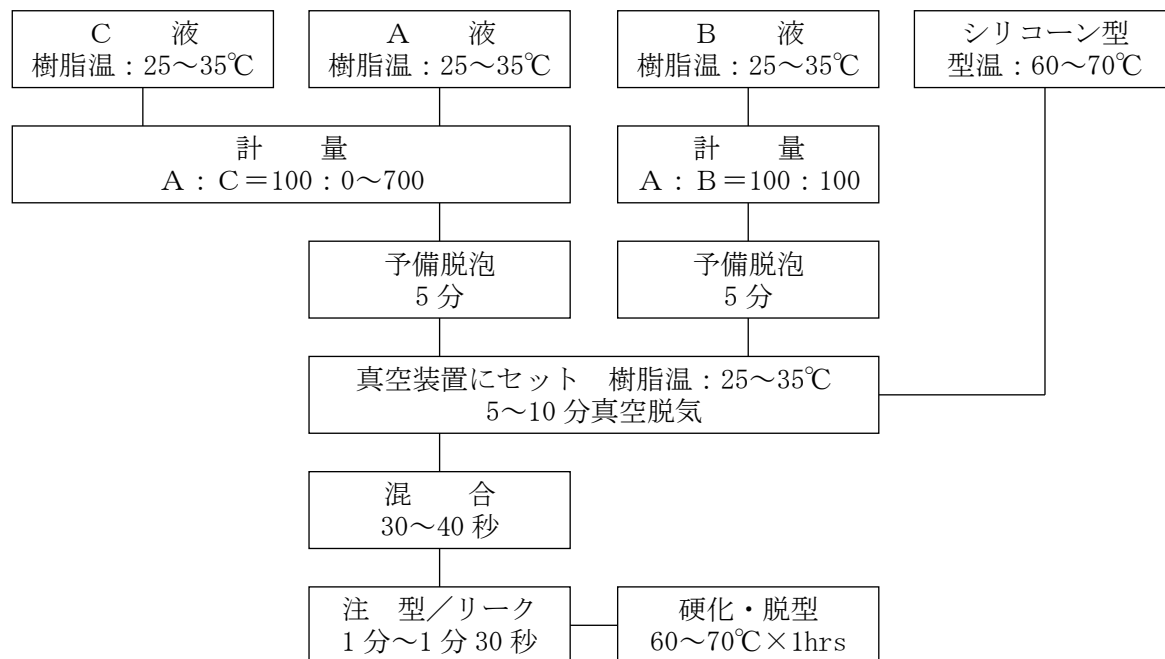 C　　液
樹脂温：25～35℃
A　　液
樹脂温：25～35℃
B　　液
樹脂温：25～35℃
シリコーン型
型温：60～70℃
計　　量
A：C＝100：0～700
計　　量
A：B＝100：100
予備脱泡
5分
予備脱泡
5分
真空装置にセット　樹脂温：25～35℃
5～10分真空脱気
混　　合
30～40秒
注　型／リーク
1分～1分30秒
硬化・脱型
60～70℃×1hrs